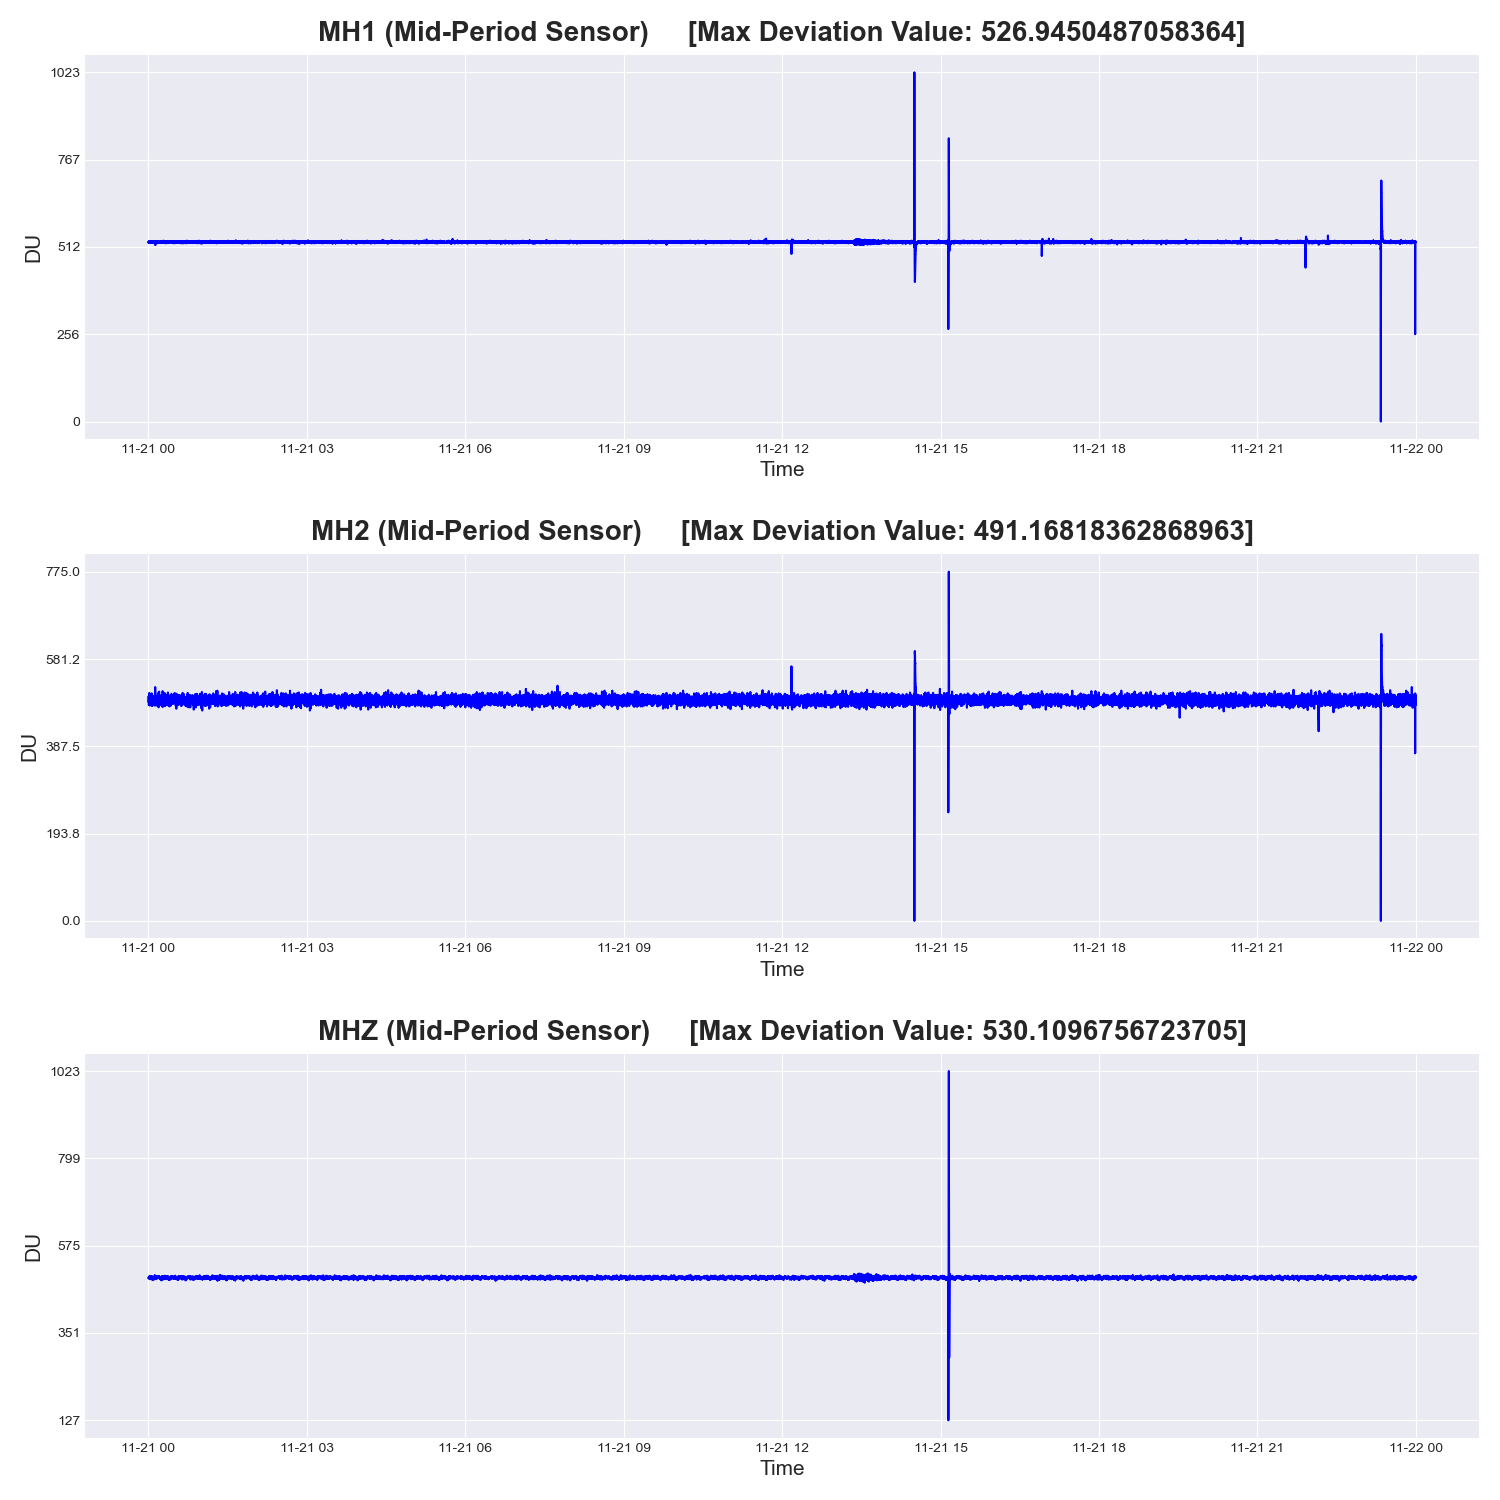 MH1 (Mid-Period Sensor) [Max Deviation Value: 526.9450487058364]
1023
767
512
256
0
DU
11-21 00 11-21 03 11-21 06 11-21 09 11-21 12 11-21 15 11-21 18 11-21 21 11-22 00
Time
MH2 (Mid-Period Sensor) [Max Deviation Value: 491.16818362868963]
775.0
581.2
387.5
193.8
0.0
DU
11-21 00 11-21 03 11-21 06 11-21 09 11-21 12 11-21 15 11-21 18 11-21 21 11-22 00
Time
MHZ (Mid-Period Sensor) [Max Deviation Value: 530.1096756723705]
1023
799
575
351
127
DU
11-21 00 11-21 03 11-21 06 11-21 09 11-21 12 11-21 15 11-21 18 11-21 21 11-22 00
Time